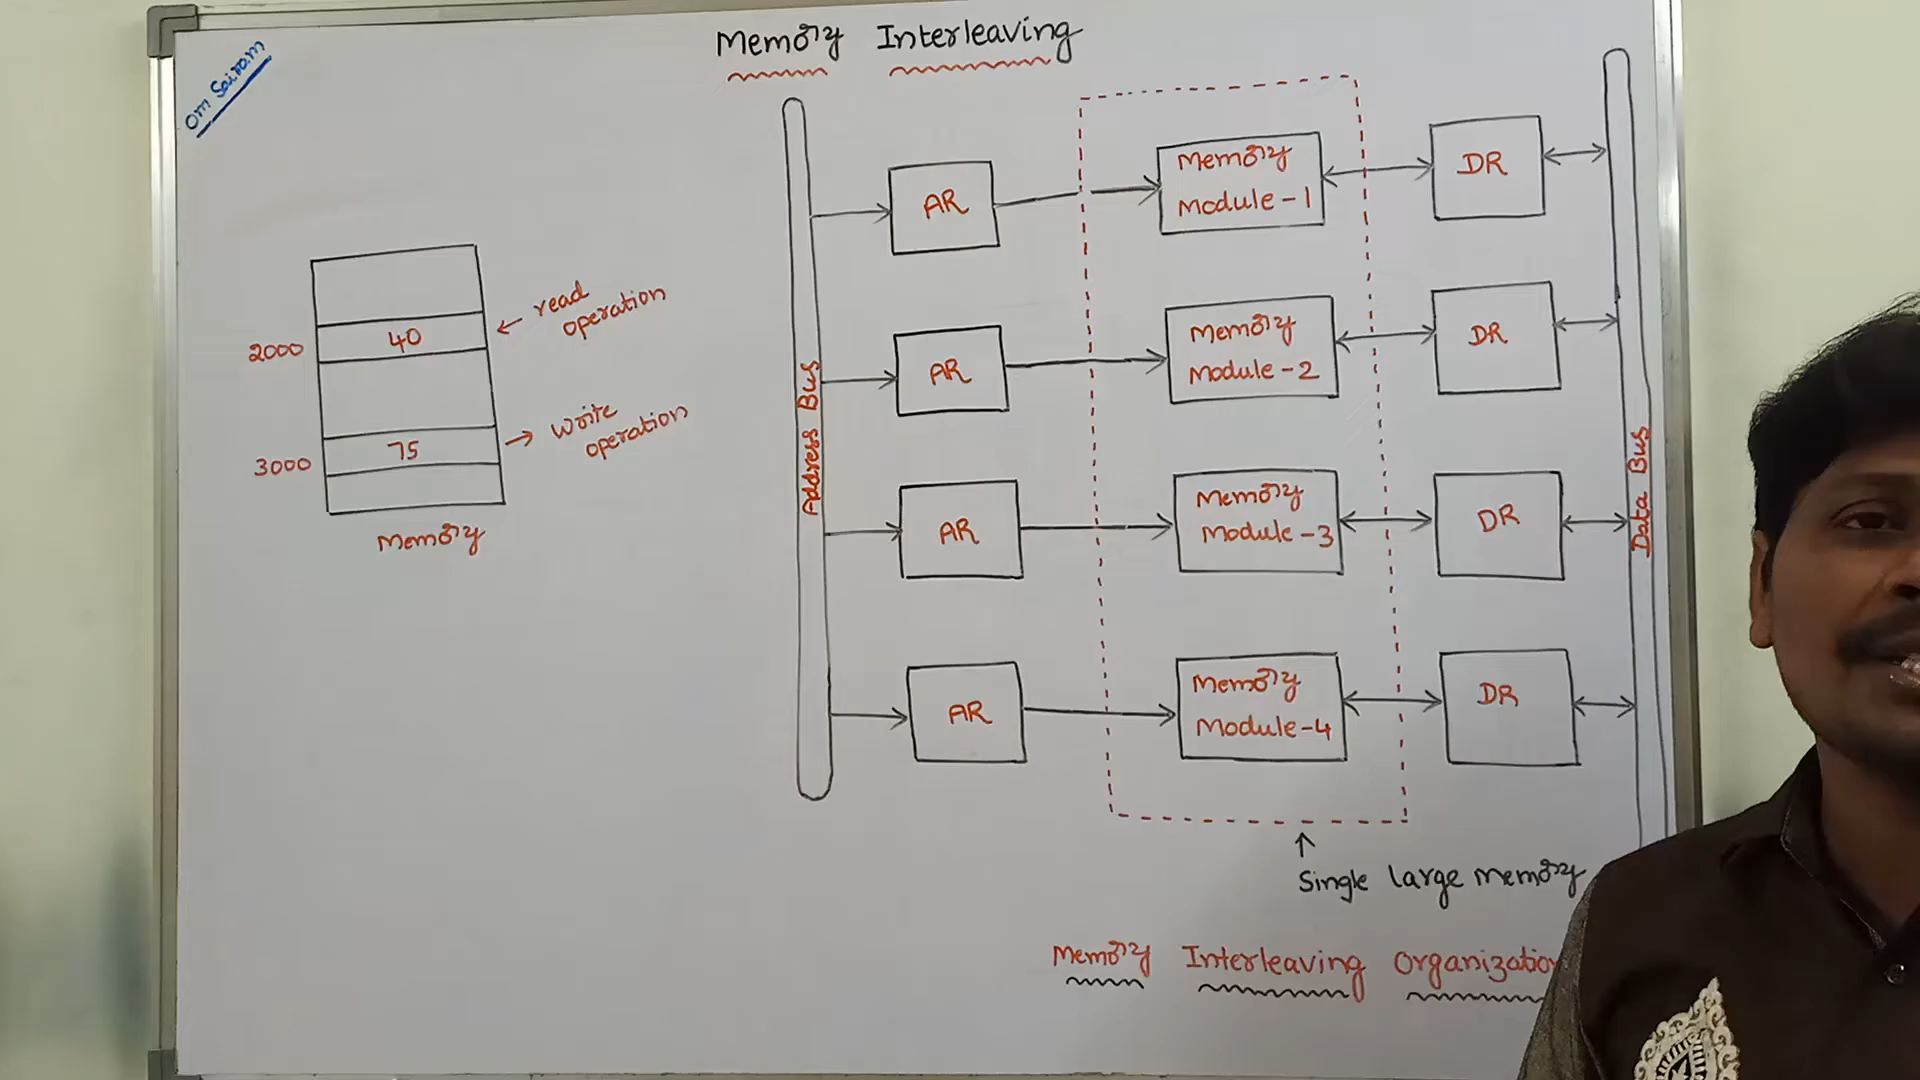 Om Sairam
Memory Interleaving
2000
40
read
operation
3000
75
write
operation
Memory
Address Bus
AR
Memory
Module-1
DR
AR
Memory
Module-2
DR
AR
Memory
Module-3
DR
AR
Memory
Module-4
DR
Data Bus
Single large memory
Memory Interleaving Organization